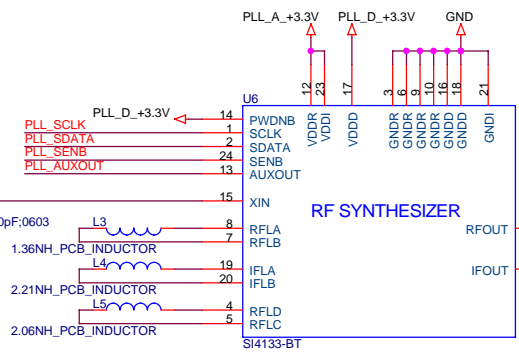 PLL_A_+3.3V PLL_D_+3.3V GND
12 23 17 3 6 9 10 16 18 21
U6
PLL_D_+3.3V 14 PWDNB VDDR VDDI VDDD GNDR GNDR GNDR GNDR GNDD GNDD GNDI
PLL_SCLK 1 SCLK
PLL_SDATA 2 SDATA
PLL_SENB 24 SENB
PLL_AUXOUT 13 AUXOUT
15 XIN
RF SYNTHESIZER
0pF;0603 L3 8 RFLA RFOUT
1.36NH_PCB_INDUCTOR 7 RFLB
L4 19 IFLA IFOUT
2.21NH_PCB_INDUCTOR 20 IFLB
L5 4 RFLD
2.06NH_PCB_INDUCTOR 5 RFLC
SI4133-BT